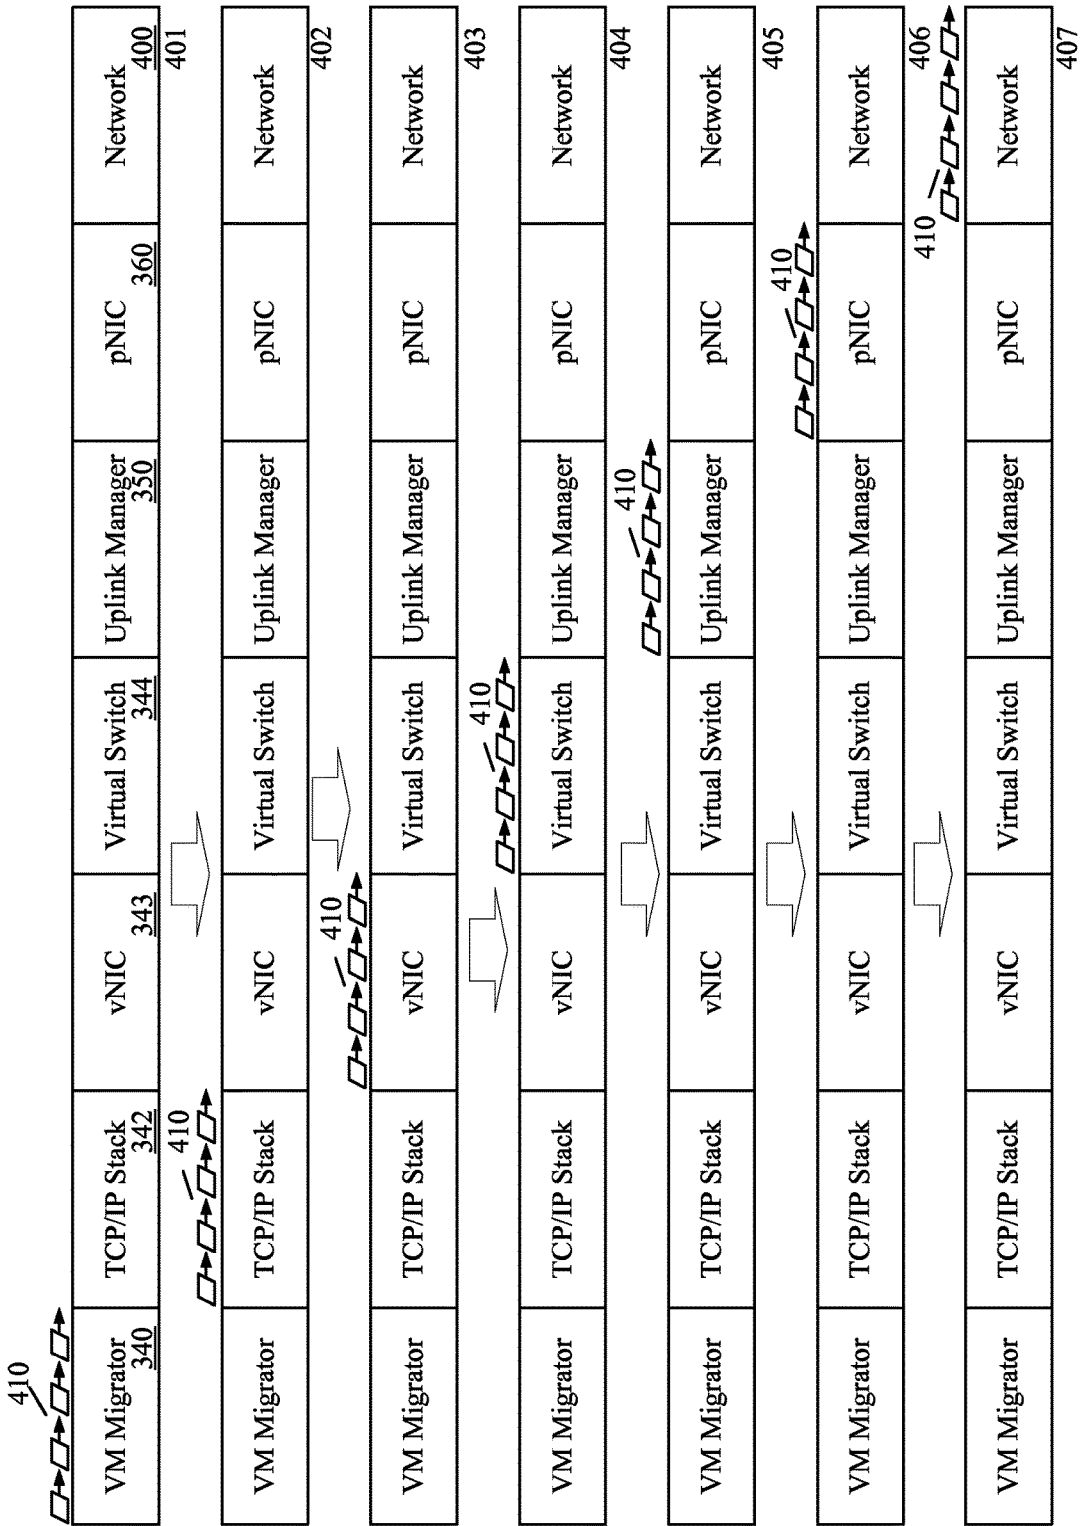 410
VM Migrator TCP/IP Stack vNIC Virtual Switch Uplink Manager pNIC Network
340 342 343 344 350 360 400
410 401
VM Migrator TCP/IP Stack vNIC Virtual Switch Uplink Manager pNIC Network
410 402
VM Migrator TCP/IP Stack vNIC Virtual Switch Uplink Manager pNIC Network
410 403
VM Migrator TCP/IP Stack vNIC Virtual Switch Uplink Manager pNIC Network
410 404
VM Migrator TCP/IP Stack vNIC Virtual Switch Uplink Manager pNIC Network
410 405
VM Migrator TCP/IP Stack vNIC Virtual Switch Uplink Manager pNIC Network
410 406
VM Migrator TCP/IP Stack vNIC Virtual Switch Uplink Manager pNIC Network
407